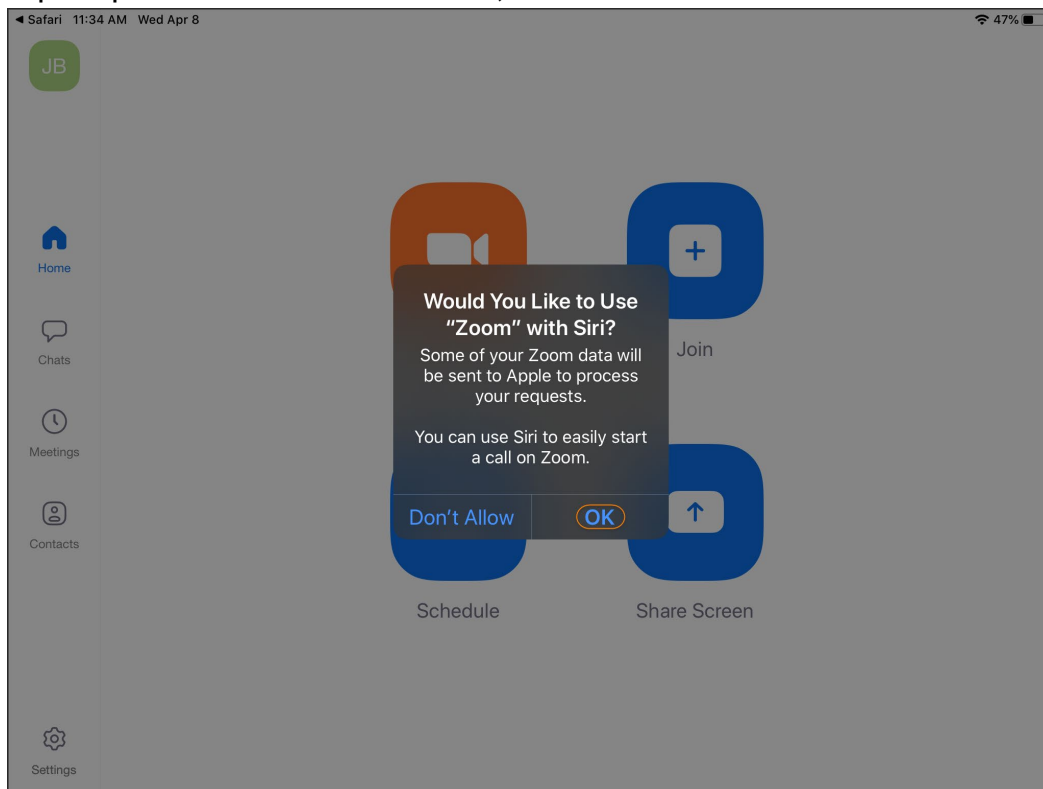 ◀ Safari 11:34 AM Wed Apr 8 47%
JB
Home
Chats
Meetings
Contacts
Settings
Would You Like to Use
“Zoom” with Siri?
Some of your Zoom data will
be sent to Apple to process
your requests.
You can use Siri to easily start
a call on Zoom.
Don’t Allow OK
Join
Schedule Share Screen